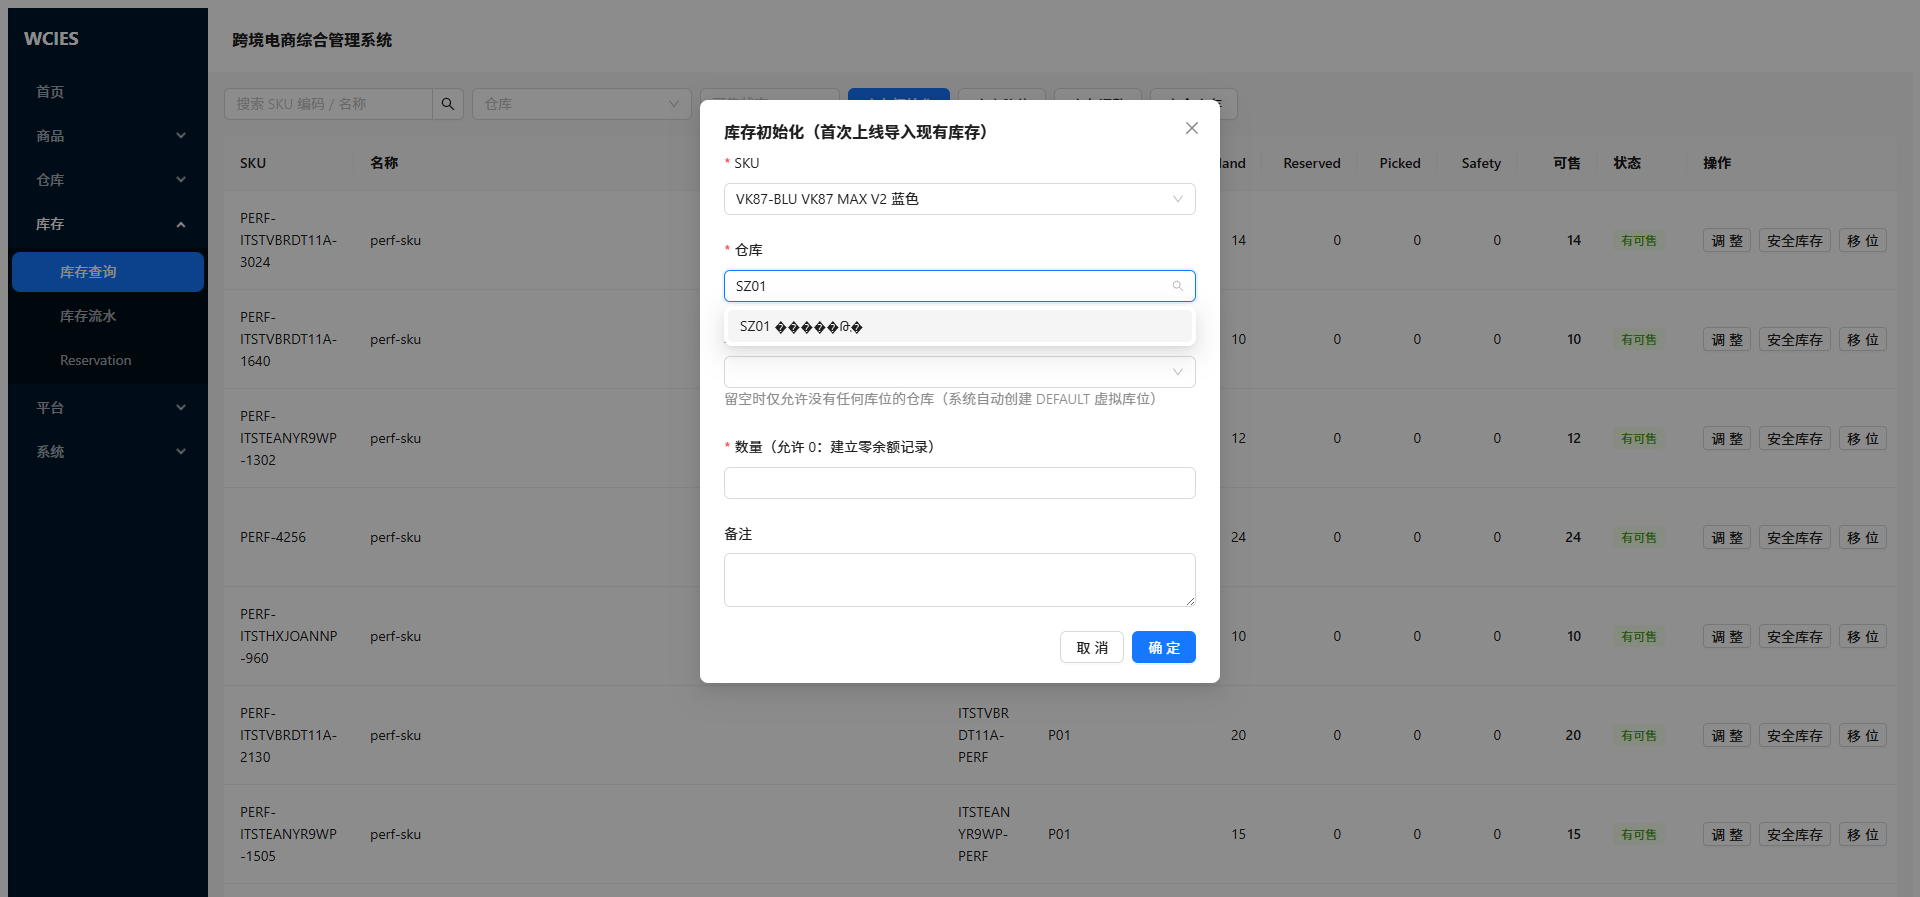 WCIES
跨境电商综合管理系统
首页
商品
仓库
库存
库存查询
库存流水
Reservation
平台
系统
搜索 SKU 编码 / 名称
仓库
SKU
名称
Reserved
Picked
Safety
可售
状态
操作
PERF-
ITSTVBRDT11A-
3024
perf-sku
14
0
0
0
14
有可售
调 整
安全库存
移 位
PERF-
ITSTVBRDT11A-
1640
perf-sku
10
0
0
0
10
有可售
调 整
安全库存
移 位
PERF-
ITSTEANYR9WP
-1302
perf-sku
12
0
0
0
12
有可售
调 整
安全库存
移 位
PERF-4256
perf-sku
24
0
0
0
24
有可售
调 整
安全库存
移 位
PERF-
ITSTHXJOANNP
-960
perf-sku
10
0
0
0
10
有可售
调 整
安全库存
移 位
PERF-
ITSTVBRDT11A-
2130
perf-sku
ITSTVBR
DT11A-
PERF
P01
20
0
0
0
20
有可售
调 整
安全库存
移 位
PERF-
ITSTEANYR9WP
-1505
perf-sku
ITSTEAN
YR9WP-
PERF
P01
15
0
0
0
15
有可售
调 整
安全库存
移 位
库存初始化（首次上线导入现有库存）
* SKU
VK87-BLU VK87 MAX V2 蓝色
* 仓库
SZ01
SZ01
留空时仅允许没有任何库位的仓库（系统自动创建 DEFAULT 虚拟库位）
* 数量（允许 0：建立零余额记录）
备注
取 消
确 定